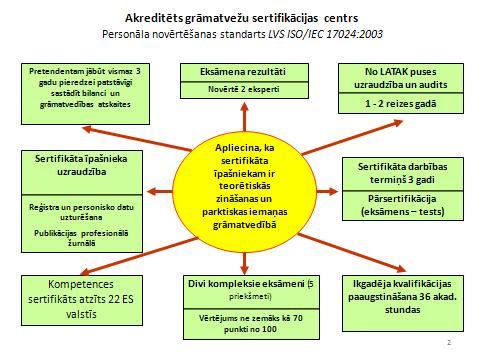 Akreditēts grāmatvežu sertifikācijas centrs
Personāla novērtēšanas standarts LVS ISO/IEC 17024:2003
Pretendentam jābūt vismaz 3
gadu pieredzei patstāvīgi
sastādīt bilanci un
grāmatvedības atskaites
Eksāmena rezultāti
Novērtē 2 eksperti
No LATAK puses
uzraudzība un audits
1 - 2 reizes gadā
Sertifikāta īpašnieka
uzraudzība
Reģistra un personisko datu
uzturēšana
Publikācijas profesionālā
žurnālā
Apliecina, ka
sertifikāta
īpašniekam ir
teorētiskās
zināšanas un
parktiskas iemaņas
grāmatvedībā
Sertifikāta darbības
termiņš 3 gadi
Pārsertifikācija
(eksāmens – tests)
Kompetences
sertifikāts atzīts 22 ES
valstīs
Divi kompleksie eksāmeni (5
priekšmeti)
Vērtējums ne zemāks kā 70
punkti no 100
Ikgadēja kvalifikācijas
paaugstināšana 36 akad.
stundas
2